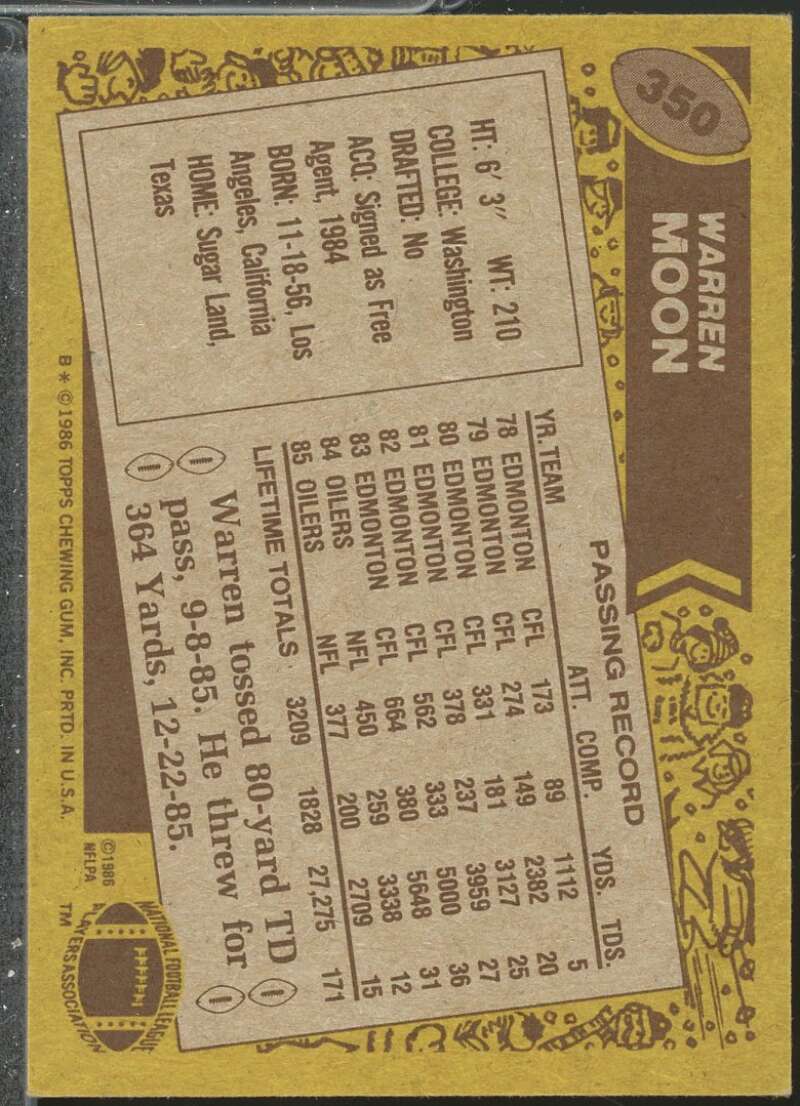 350
WARREN
MOON
HT: 6' 3" WT: 210
COLLEGE: Washington
DRAFTED: No
ACQ: Signed as Free
Agent, 1984
BORN: 11-18-56, Los
Angeles, California
HOME: Sugar Land,
Texas
PASSING RECORD
YR. TEAM ATT. COMP. YDS. TDS.
78 EDMONTON CFL 173 89 1112 5
79 EDMONTON CFL 274 149 2382 20
80 EDMONTON CFL 331 181 3127 25
81 EDMONTON CFL 378 237 3959 27
82 EDMONTON CFL 562 333 5000 36
83 EDMONTON CFL 664 380 5648 31
84 OILERS NFL 450 259 3338 12
85 OILERS NFL 377 200 2709 15
LIFETIME TOTALS 3209 1828 27,275 171
Warren tossed 80-yard TD
pass, 9-8-85. He threw for
364 Yards, 12-22-85.
B * © 1986 TOPPS CHEWING GUM, INC. PRTD. IN U.S.A.
©1986
NFLPA
NATIONAL FOOTBALL LEAGUE
PLAYERS ASSOCIATION
TM